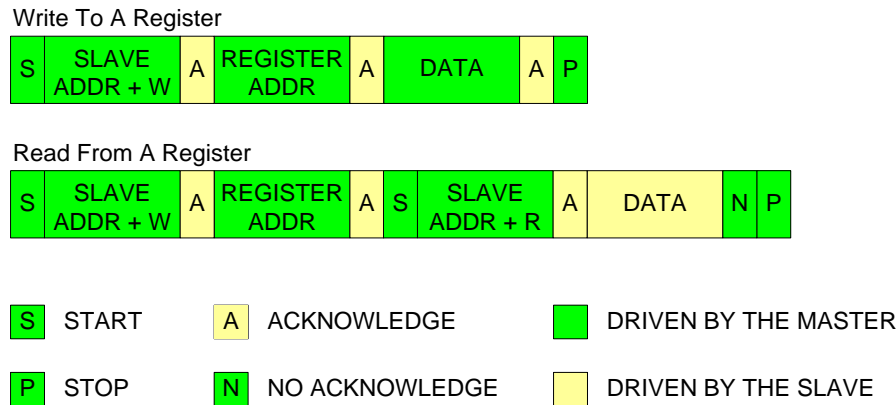 Write To A Register
S SLAVE ADDR + W A REGISTER ADDR A DATA A P
Read From A Register
S SLAVE ADDR + W A REGISTER ADDR A S SLAVE ADDR + R A DATA N P
S START A ACKNOWLEDGE DRIVEN BY THE MASTER
P STOP N NO ACKNOWLEDGE DRIVEN BY THE SLAVE